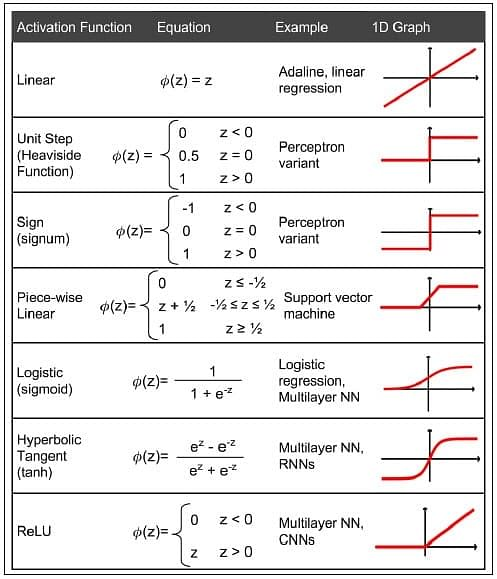 Activation Function Equation Example 1D Graph
Linear ϕ(z) = z Adaline, linear
regression
Unit Step
(Heaviside
Function)
ϕ(z) =
0 z < 0
0.5 z = 0
1 z > 0
Perceptron
variant
Sign
(signum)
ϕ(z)=
-1 z < 0
0 z = 0
1 z > 0
Perceptron
variant
Piece-wise
Linear
ϕ(z)=
0 z ≤ -½
z + ½ -½ ≤ z ≤ ½
1 z ≥ ½
Support vector
machine
Logistic
(sigmoid)
ϕ(z)=
1
1 + e⁻ᶻ
Logistic
regression,
Multilayer NN
Hyperbolic
Tangent
(tanh)
ϕ(z)=
eᶻ - e⁻ᶻ
eᶻ + e⁻ᶻ
Multilayer NN,
RNNs
ReLU
ϕ(z)=
0 z < 0
z z > 0
Multilayer NN,
CNNs